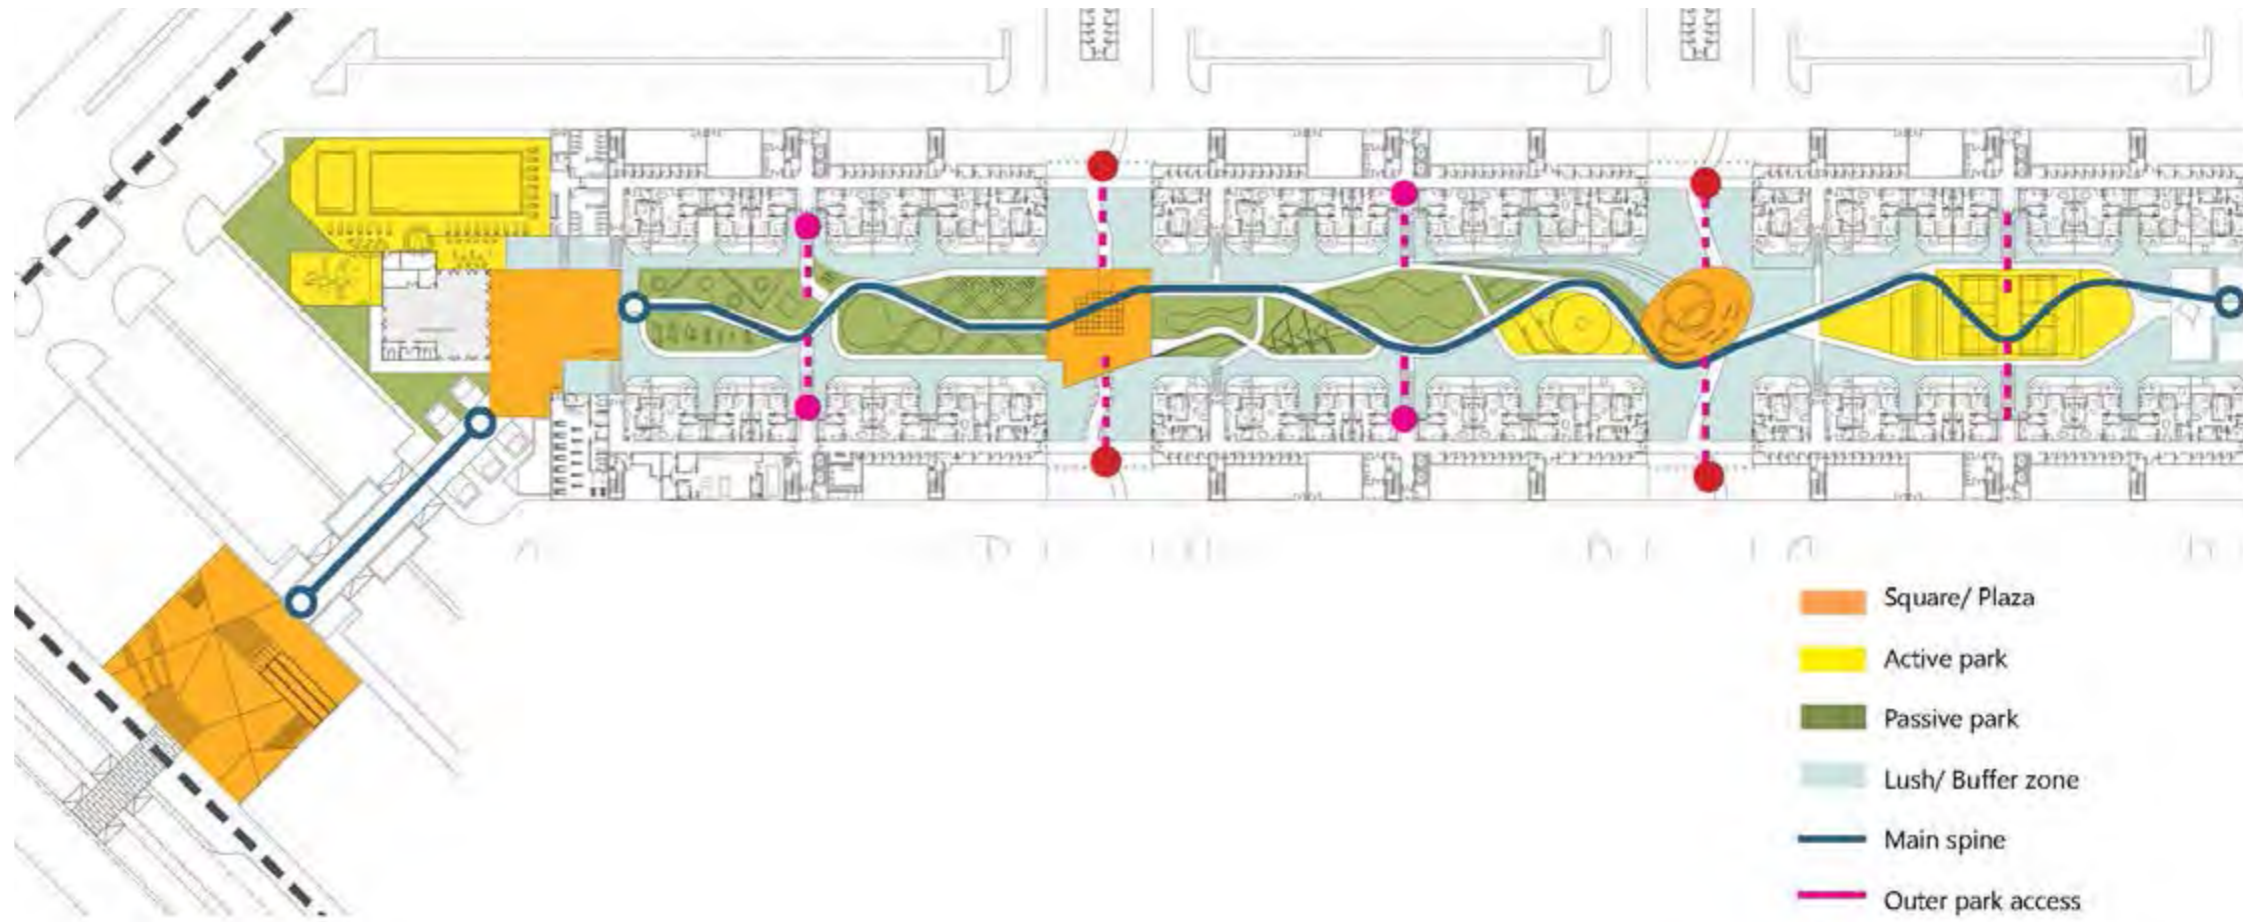 Square/ Plaza
Active park
Passive park
Lush/ Buffer zone
Main spine
Outer park access